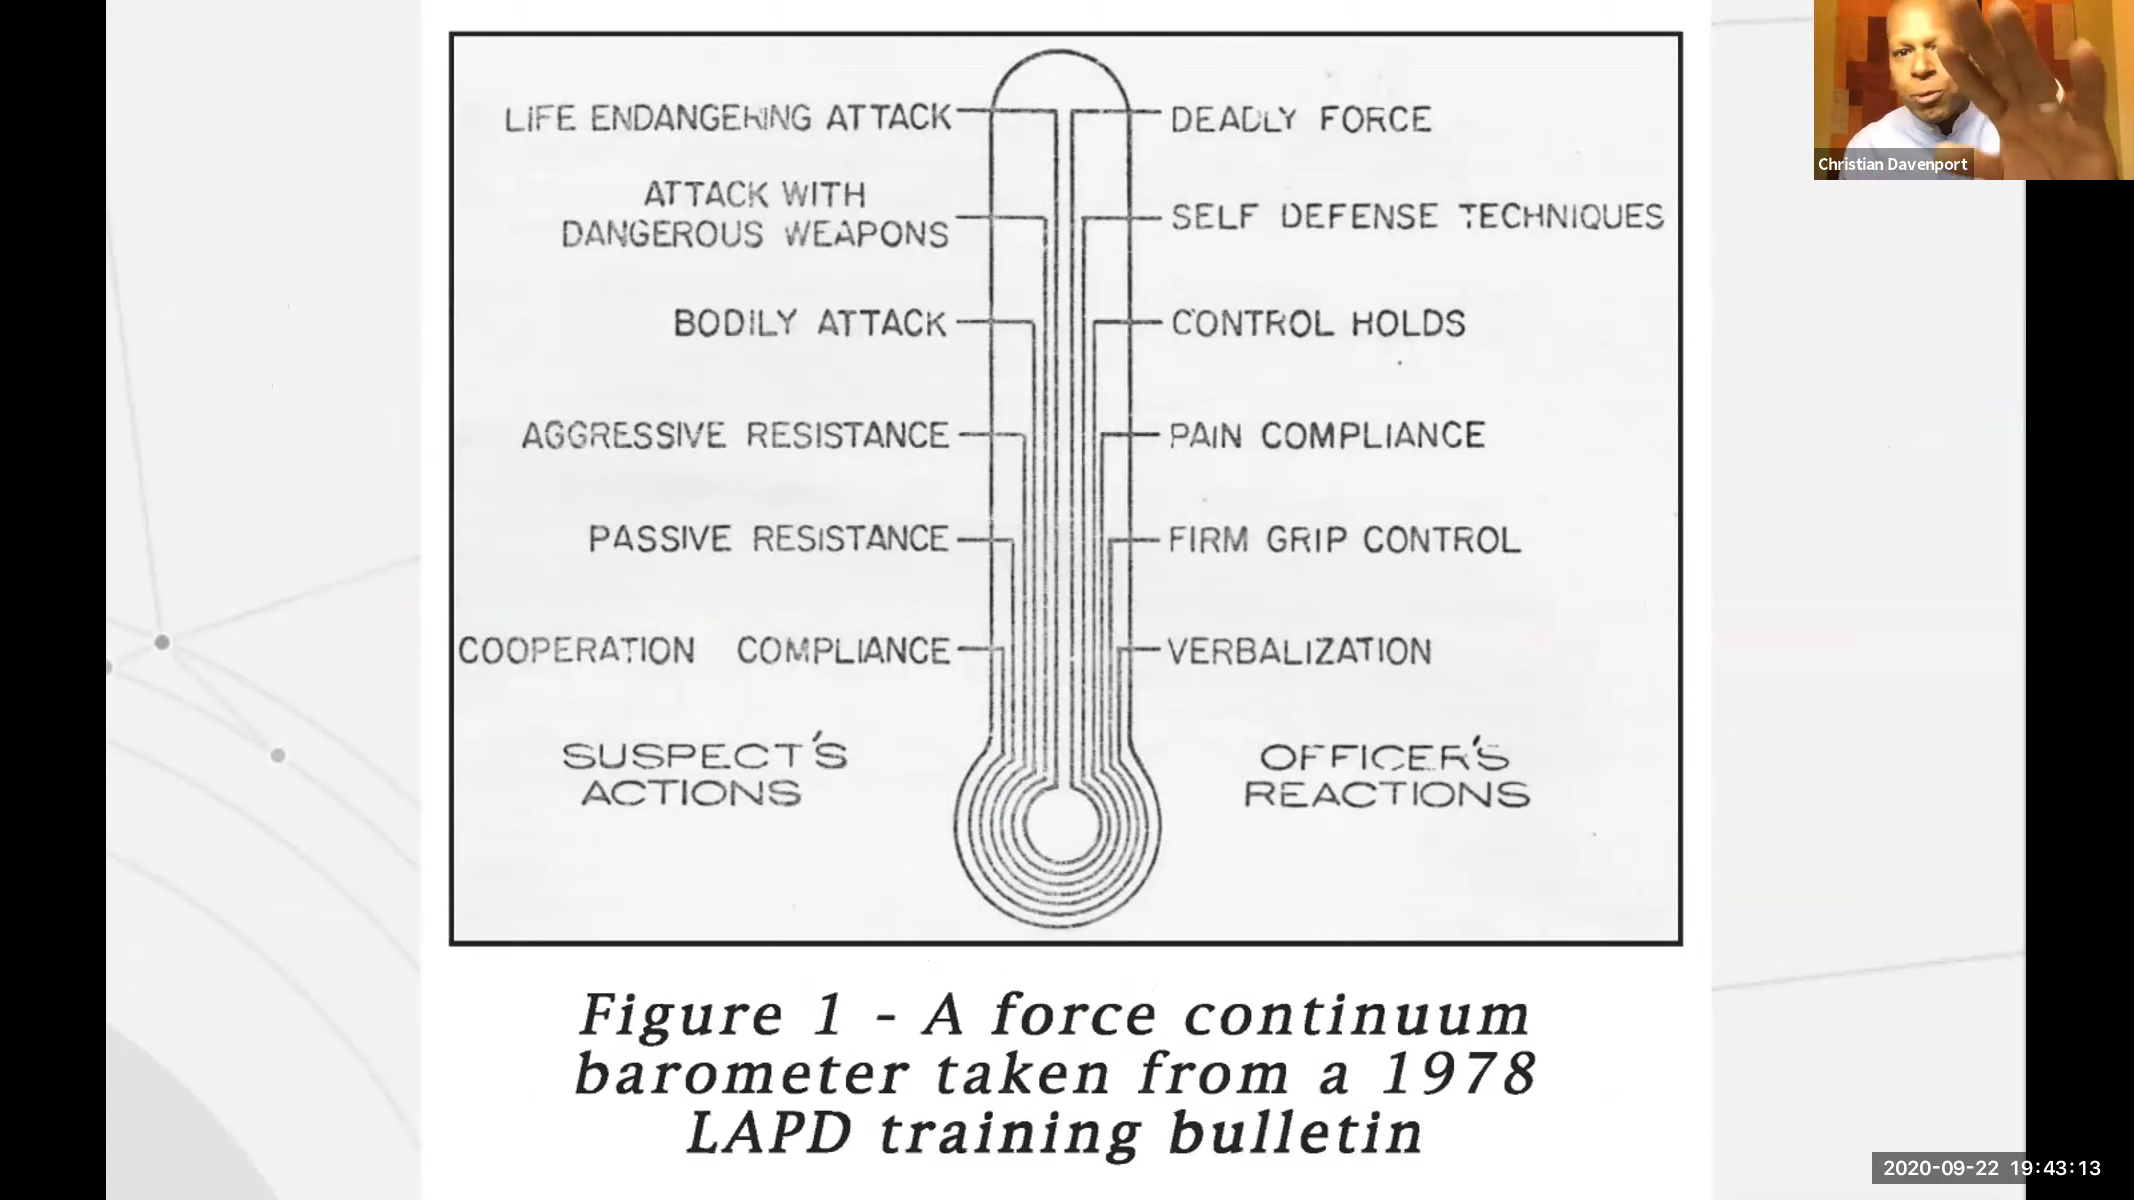 LIFE ENDANGERING ATTACK
DEADLY FORCE
ATTACK WITH
DANGEROUS WEAPONS
SELF DEFENSE TECHNIQUES
BODILY ATTACK
CONTROL HOLDS
AGGRESSIVE RESISTANCE
PAIN COMPLIANCE
PASSIVE RESISTANCE
FIRM GRIP CONTROL
COOPERATION COMPLIANCE
VERBALIZATION
SUSPECT'S
ACTIONS
OFFICER'S
REACTIONS
Figure 1 - A force continuum
barometer taken from a 1978
LAPD training bulletin
Christian Davenport
2020-09-22 19:43:13